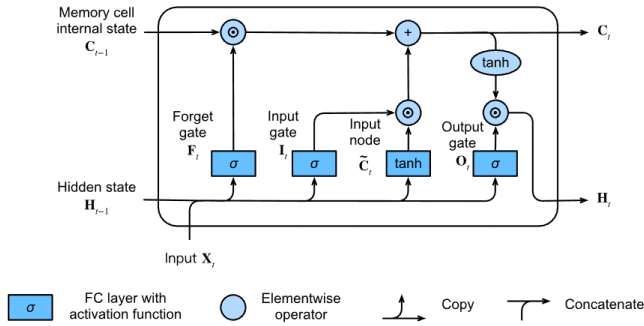 Memory cell
internal state
C_{t-1}
C_t
tanh
Forget
gate
F_t
Input
gate
I_t
Input
node
C̃_t
Output
gate
O_t
σ
σ
tanh
σ
Hidden state
H_{t-1}
H_t
Input X_t
σ
FC layer with
activation function
Elementwise
operator
Copy
Concatenate